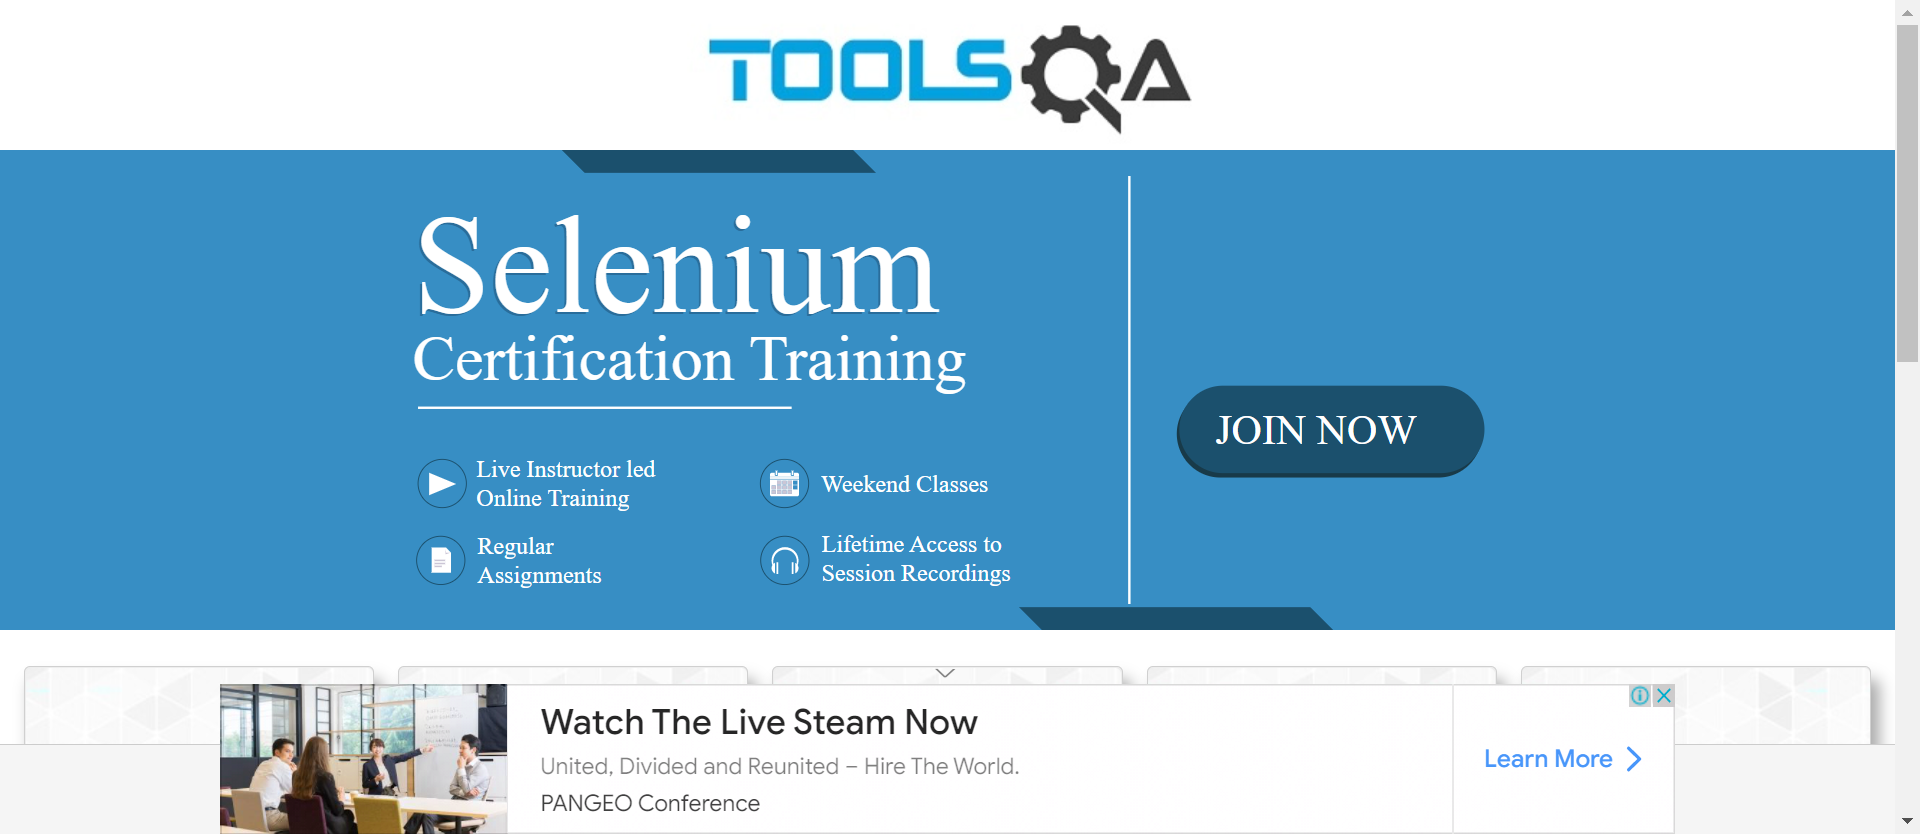 TOOLSQA
Selenium
Certification Training
Live Instructor led
Online Training
Weekend Classes
Regular
Assignments
Lifetime Access to
Session Recordings
JOIN NOW
Watch The Live Steam Now
United, Divided and Reunited – Hire The World.
PANGEO Conference
Learn More